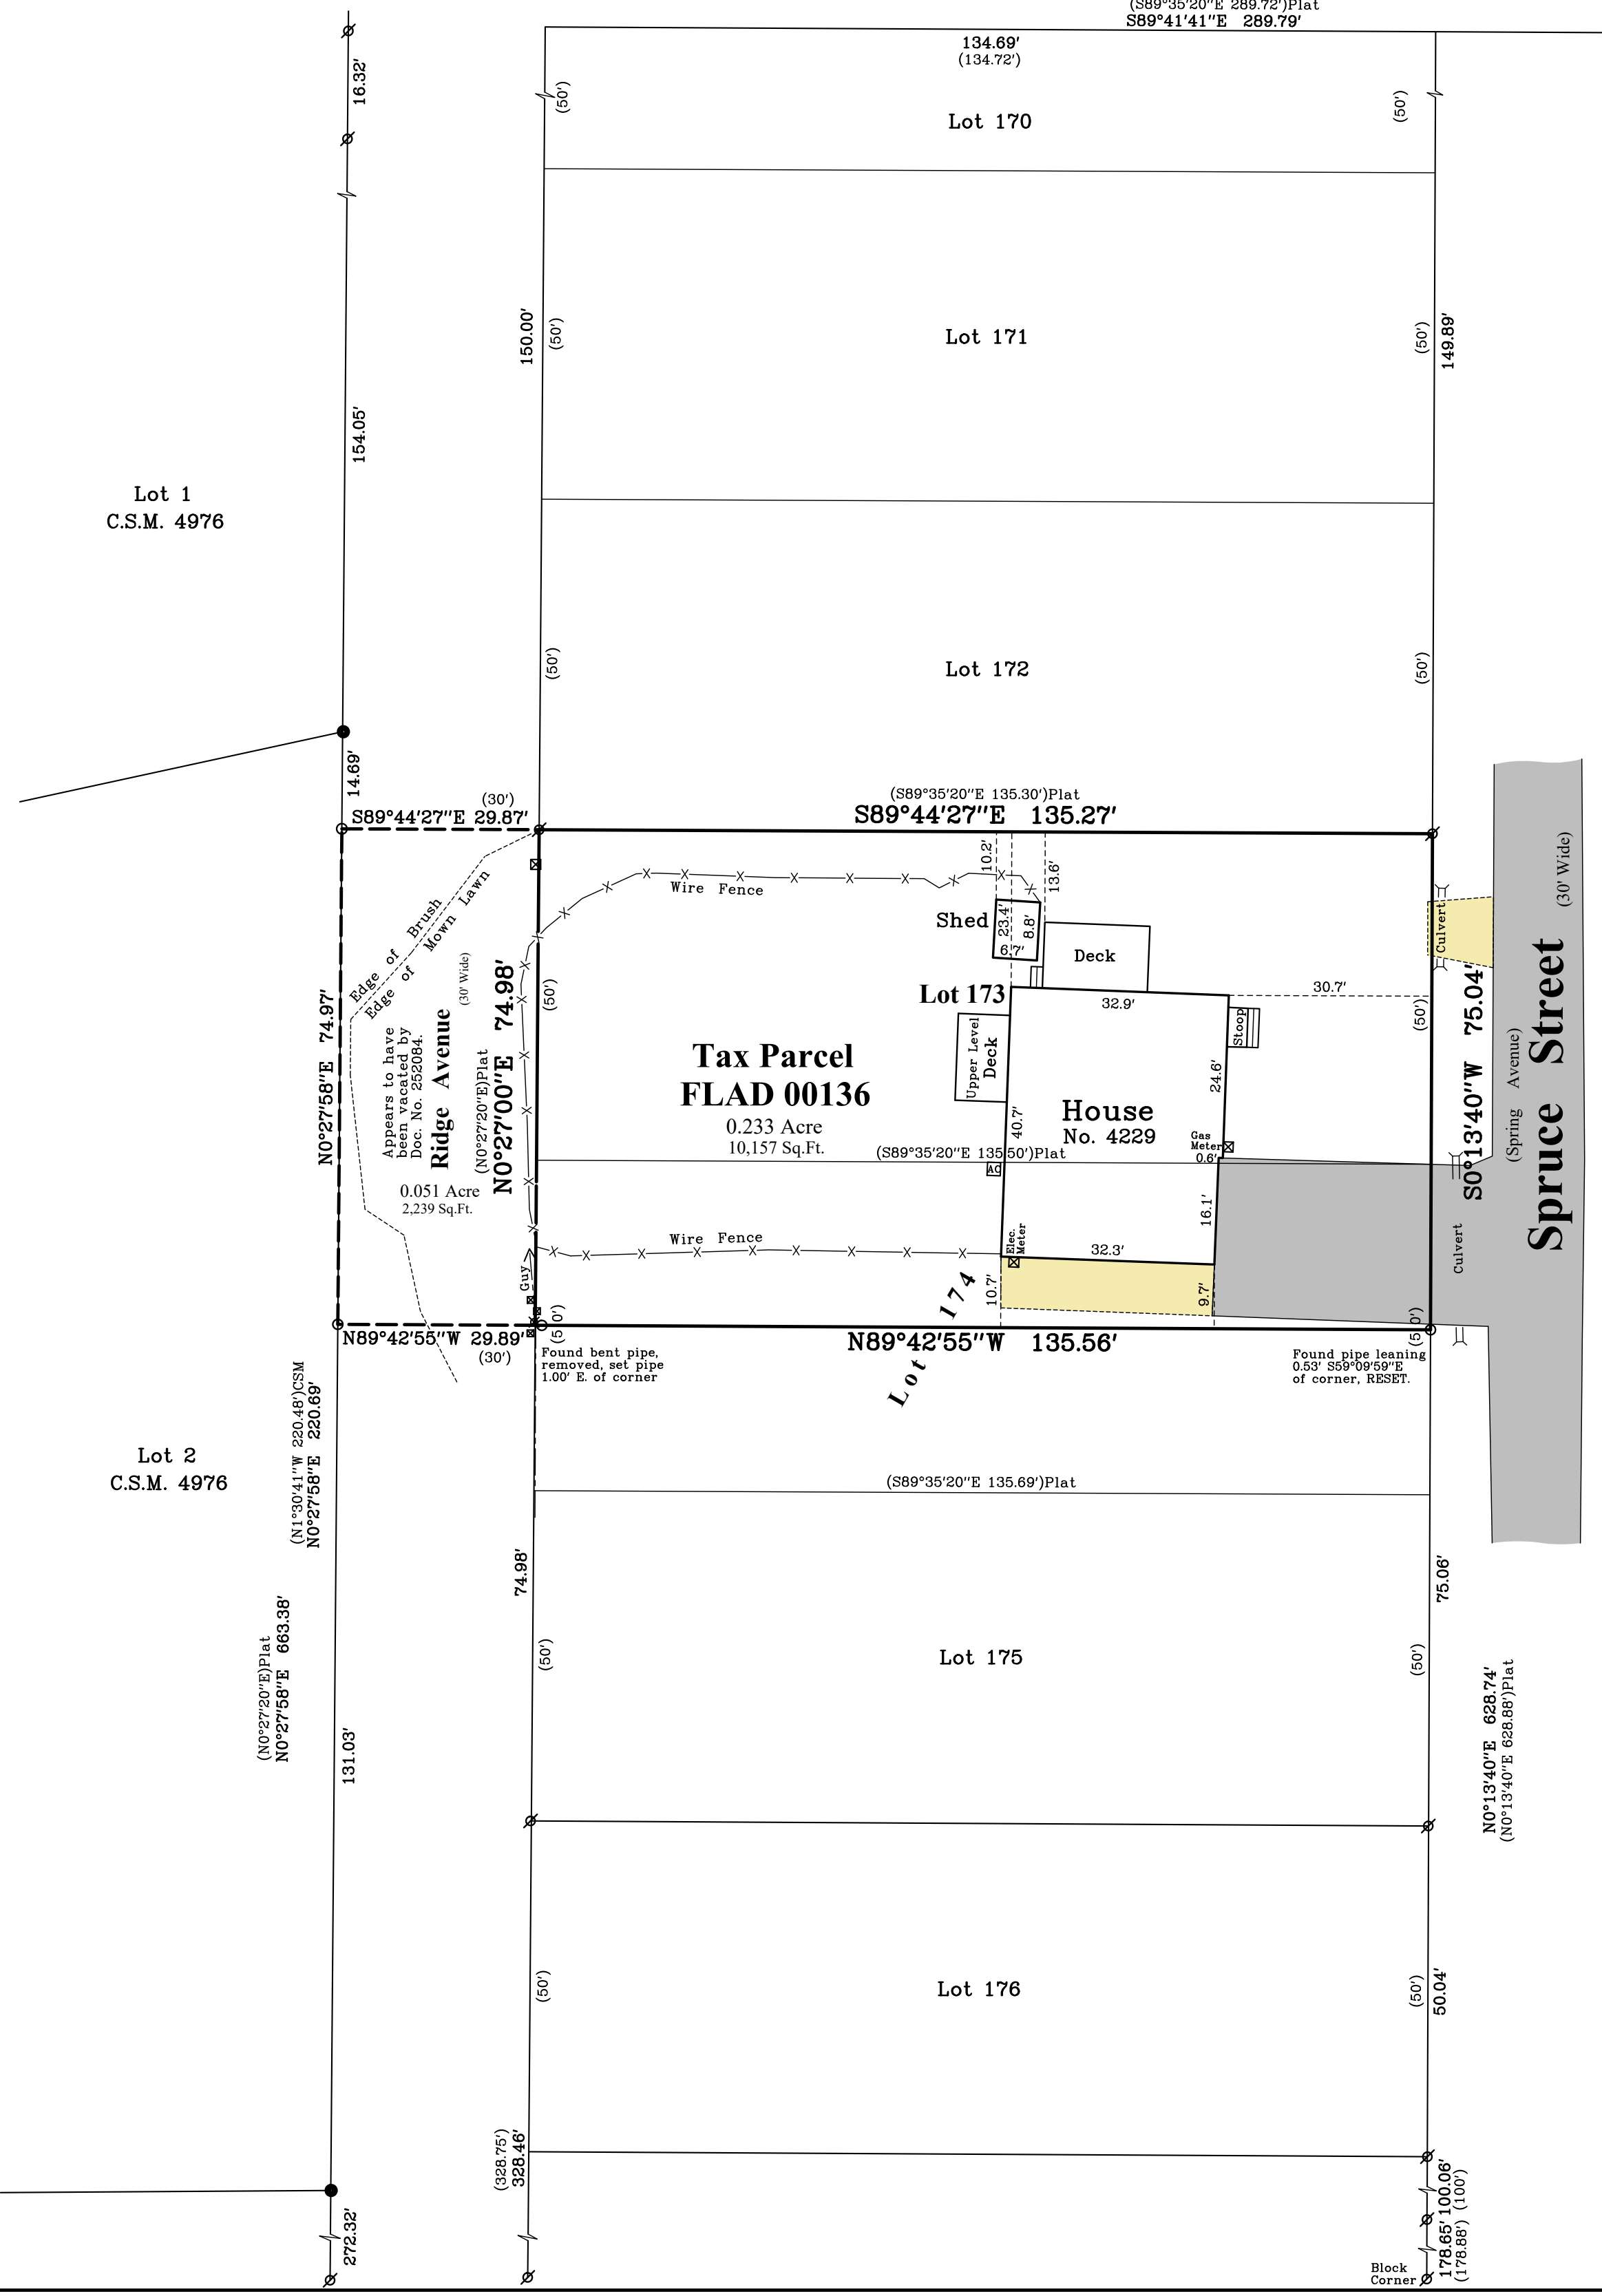 (S89°35'20"E 289.72')Plat
S89°41'41"E 289.79'
134.69'
(134.72')
16.32'
(50')
(50')
Lot 170
150.00'
(50')
Lot 171
(50')
149.89'
154.05'
Lot 1
C.S.M. 4976
(50')
Lot 172
(50')
14.69'
(30')
S89°44'27"E 29.87'
(S89°35'20"E 135.30')Plat
S89°44'27"E 135.27'
10.2'
13.6'
Wire Fence
Shed
23.4'
8.8'
6.7'
Deck
Culvert
(30' Wide)
Edge of Brush
Edge of Mown Lawn
(30' Wide)
Lot 173
32.9'
30.7'
(50')
(50')
Stoop
Upper Level
Deck
N0°27'58"E 74.97'
Appears to have
been vacated by
Doc. No. 252084.
Ridge Avenue
(N0°27'20"E)Plat
N0°27'00"E 74.98'
Tax Parcel
FLAD 00136
0.233 Acre
10,157 Sq.Ft.
24.6'
40.7'
House
No. 4229
Gas
Meter
0.6'
(S89°35'20"E 135.50')Plat
AC
S0°13'40"W 75.04'
(Spring Avenue)
Spruce Street
0.051 Acre
2,239 Sq.Ft.
16.1'
Wire Fence
Elec.
Meter
32.3'
Culvert
Guy
10.7'
9.7'
Lot 174
(50')
(50')
N89°42'55"W 29.89'
(30')
N89°42'55"W 135.56'
Found bent pipe,
removed, set pipe
1.00' E. of corner
Found pipe leaning
0.53' S59°09'59"E
of corner, RESET.
(N1°30'41"W 220.48')CSM
N0°27'58"E 220.69'
Lot 2
C.S.M. 4976
(S89°35'20"E 135.69')Plat
74.98'
75.06'
(N0°27'20"E)Plat
N0°27'58"E 663.38'
(50')
Lot 175
(50')
N0°13'40"E 628.74'
(N0°13'40"E 628.88')Plat
131.03'
(50')
Lot 176
(50')
50.04'
(328.75')
328.46'
100.06'
(100')
272.32'
178.65'
(178.88')
Block
Corner